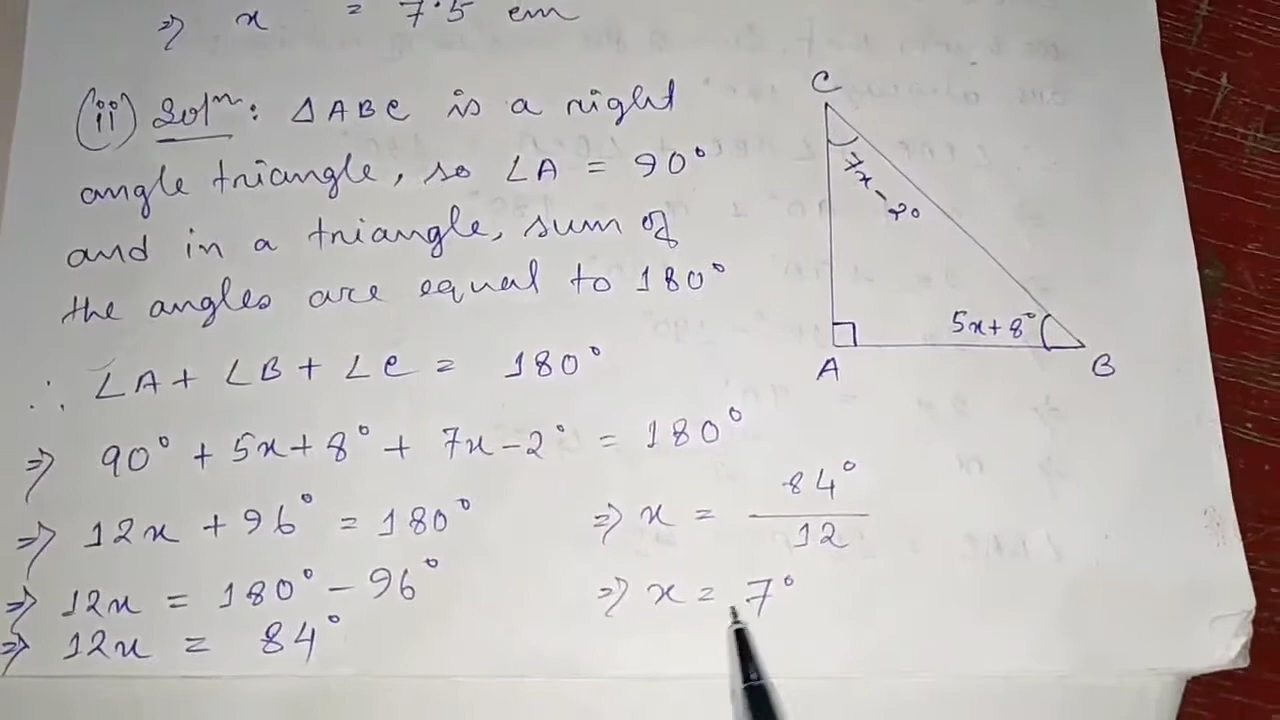 ⇒ x = 7.5 cm
(ii) Solⁿ: △ABC is a right
angle triangle, so ∠A = 90°
and in a triangle, sum of
the angles are equal to 180°
∴ ∠A + ∠B + ∠C = 180°
⇒ 90° + 5x + 8° + 7x - 2° = 180°
⇒ 12x + 96° = 180°
⇒ 12x = 180° - 96°
⇒ 12x = 84°
⇒ x = 84° / 12
⇒ x = 7°
C
7x - 2°
5x + 8°
A
B